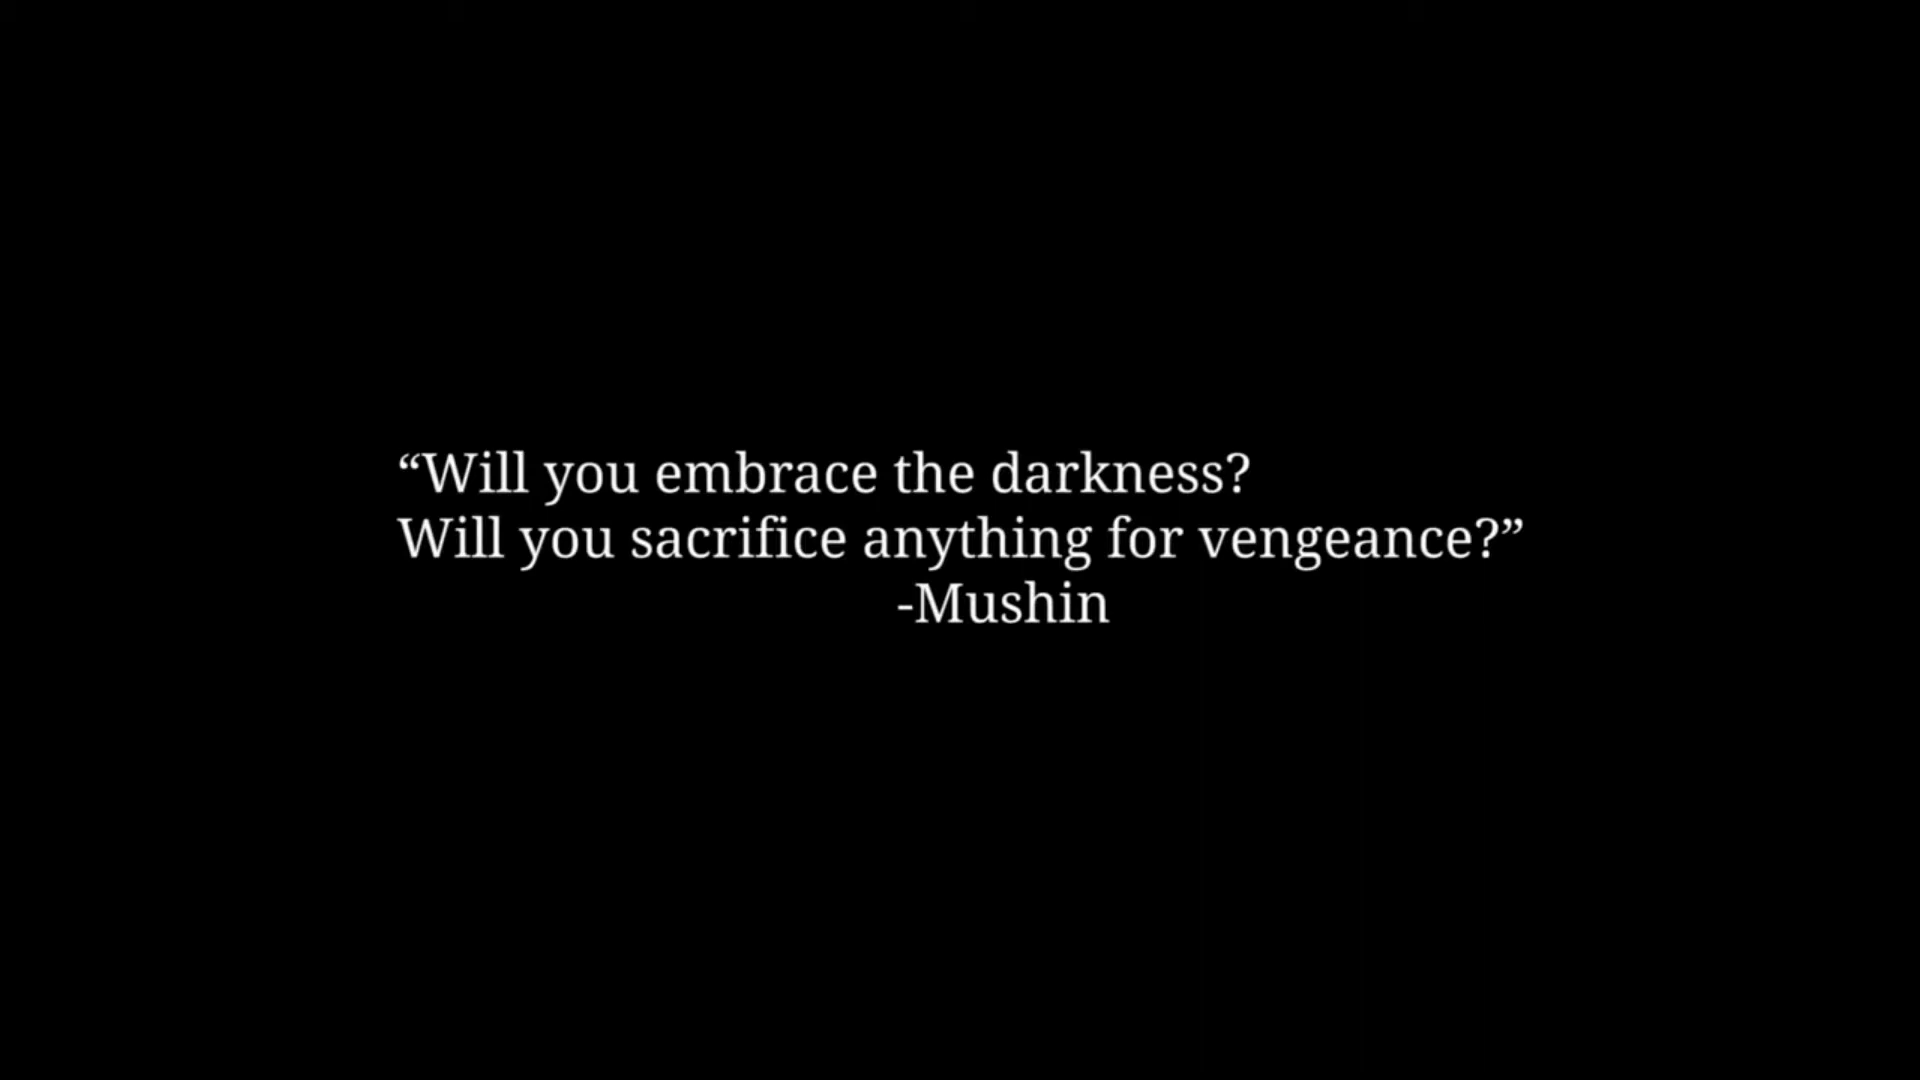 “Will you embrace the darkness?
Will you sacrifice anything for vengeance?”
-Mushin